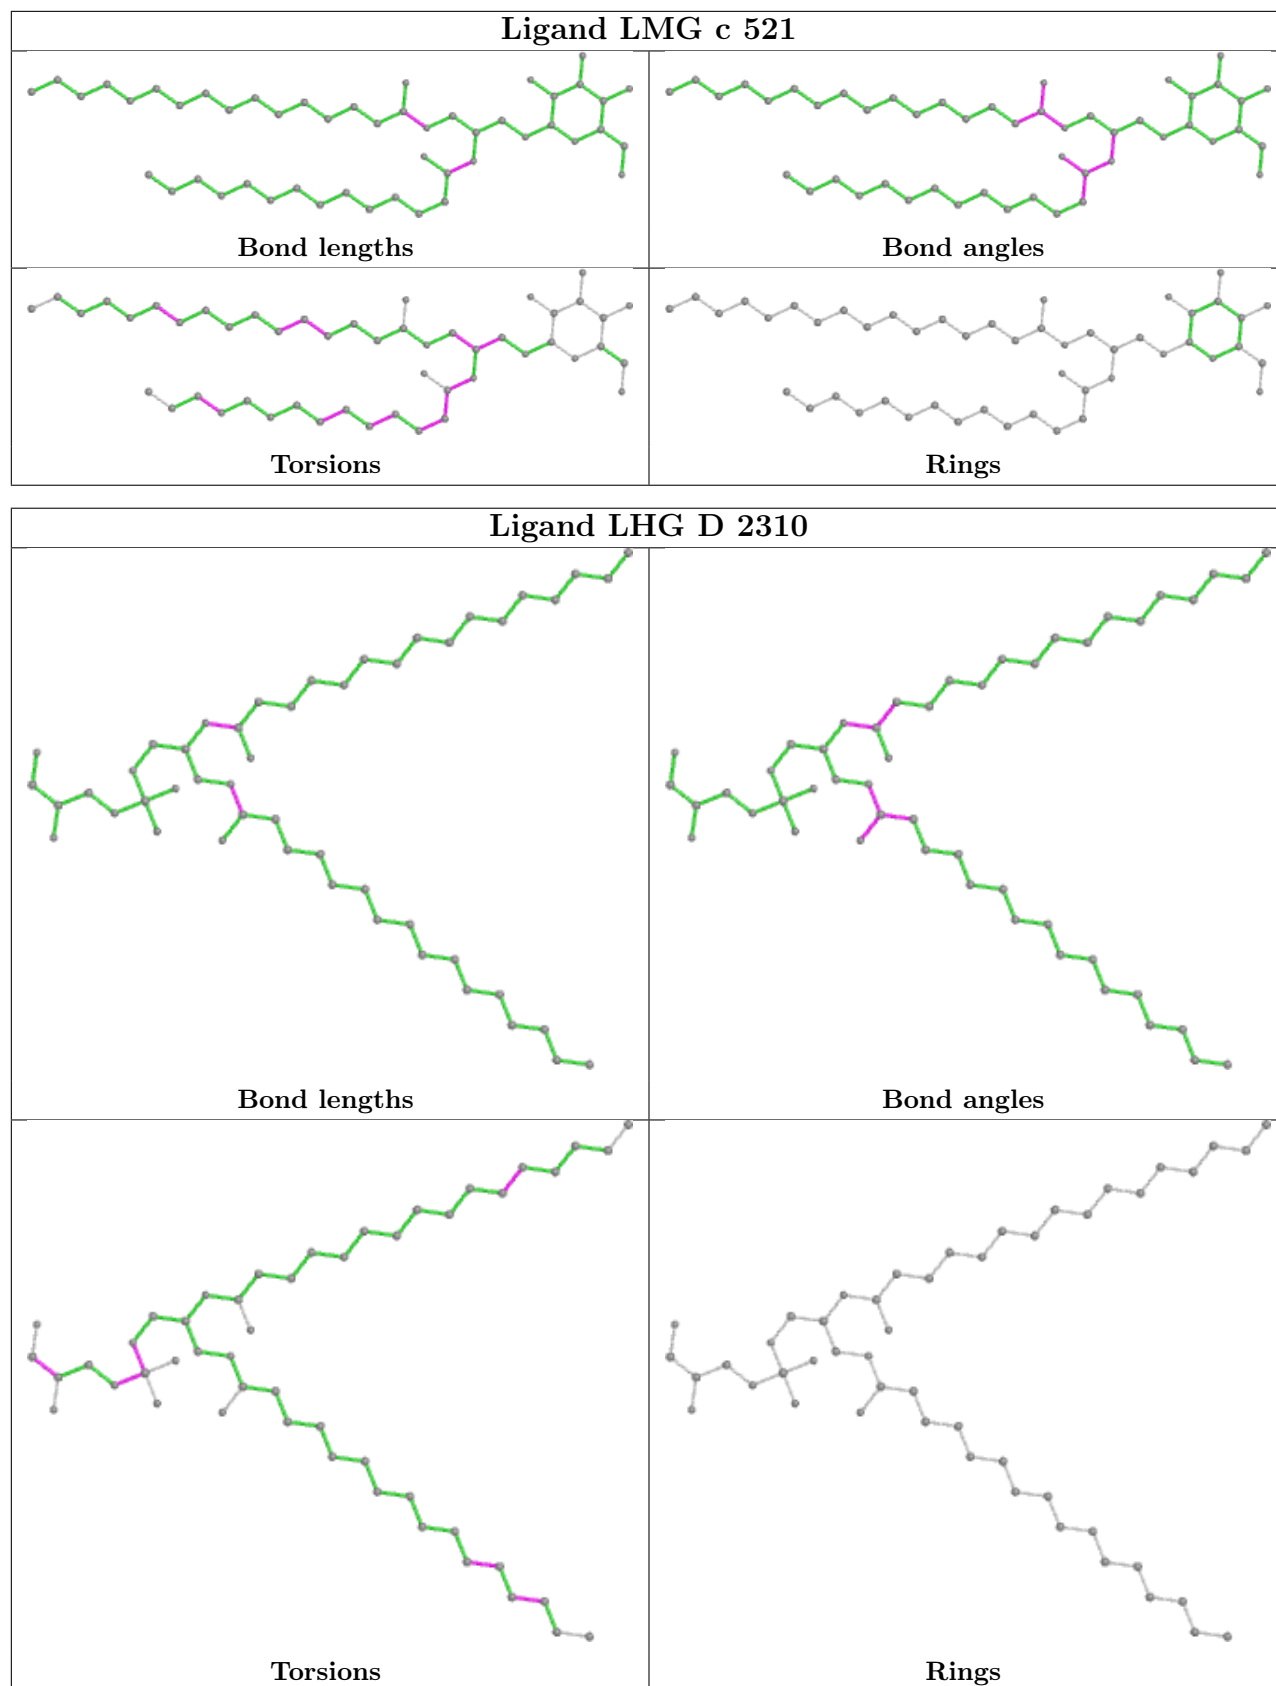 Ligand LMG c 521
Bond lengths
Bond angles
Torsions
Rings
Ligand LHG D 2310
Bond lengths
Bond angles
Torsions
Rings